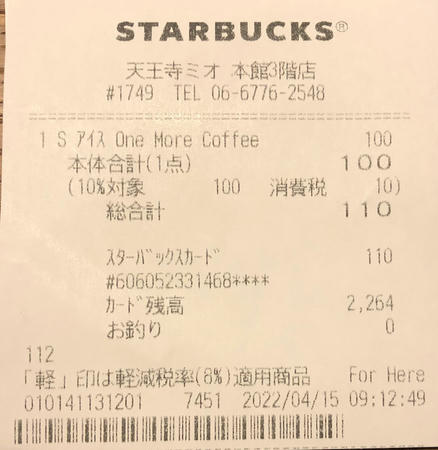 STARBUCKS®
天王寺ミオ 本館3階店
#1749 TEL 06-6776-2548
1 S アイス One More Coffee 100
本体合計(1点) 100
(10%対象 100 消費税 10)
総合計 110
スターバックスカード 110
#606052331468****
カード残高 2,264
お釣り 0
112
「軽」印は軽減税率(8%)適用商品 For Here
010141131201 7451 2022/04/15 09:12:49